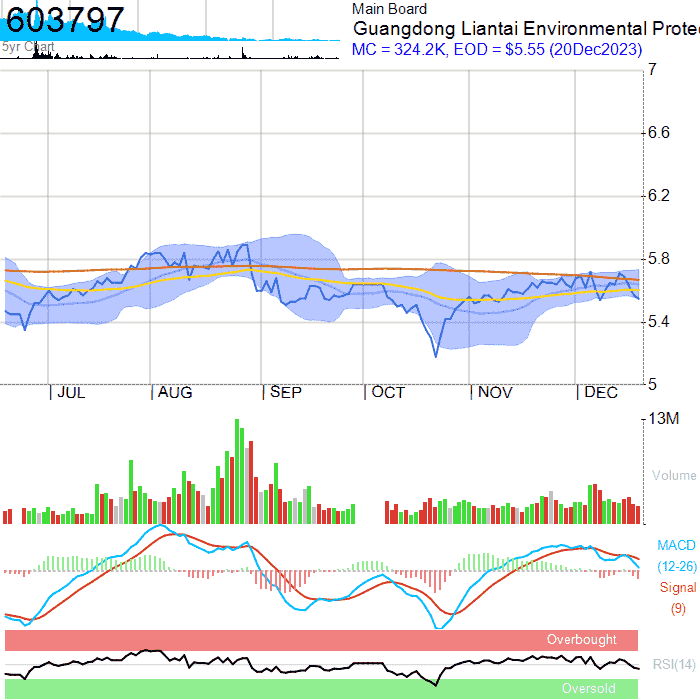 603797
5yr Chart
Main Board
Guangdong Liantai Environmental Prote
MC = 324.2K, EOD = $5.55 (20Dec2023)
7
6.6
6.2
5.8
5.4
5
JUL AUG SEP OCT NOV DEC
13M
Volume
MACD
(12-26)
Signal
(9)
Overbought
RSI(14)
Oversold